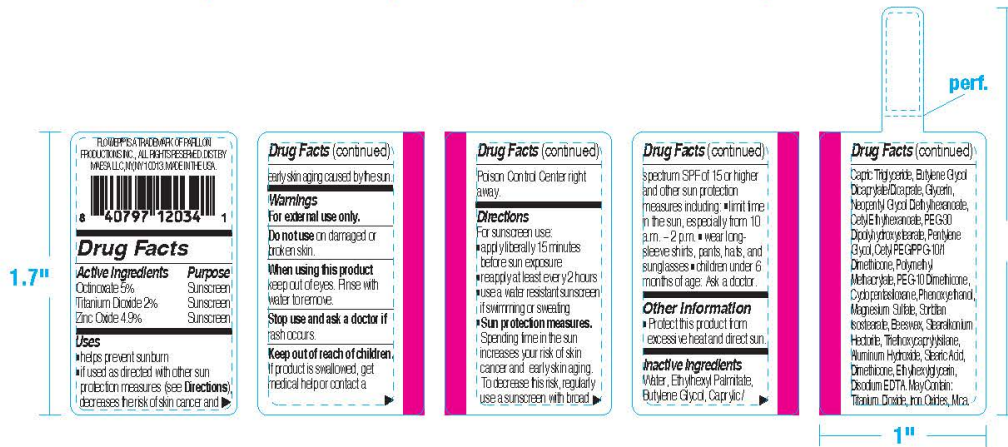 FLOWER® IS A TRADEMARK OF PAPILLON
PRODUCTIONS INC., ALL RIGHTS RESERVED. DIST. BY
MAESA LLC, NY, NY 10013. MADE IN THE USA.
8 40797 12034 1
Drug Facts
Active Ingredients Purpose
Octinoxate 5% Sunscreen
Titanium Dioxide 2% Sunscreen
Zinc Oxide 4.9% Sunscreen
Uses
▪ helps prevent sunburn
▪ if used as directed with other sun
protection measures (see Directions),
decreases the risk of skin cancer and ▶
Drug Facts (continued)
early skin aging caused by the sun.
Warnings
For external use only.
Do not use on damaged or
broken skin.
When using this product
keep out of eyes. Rinse with
water to remove.
Stop use and ask a doctor if
rash occurs.
Keep out of reach of children.
If product is swallowed, get
medical help or contact a ▶
Drug Facts (continued)
Poison Control Center right
away.
Directions
For sunscreen use:
▪ apply liberally 15 minutes
before sun exposure
▪ reapply at least every 2 hours
▪ use a water resistant sunscreen
if swimming or sweating
▪ Sun protection measures.
Spending time in the sun
increases your risk of skin
cancer and early skin aging.
To decrease this risk, regularly
use a sunscreen with broad ▶
Drug Facts (continued)
spectrum SPF of 15 or higher
and other sun protection
measures including: ▪ limit time
in the sun, especially from 10
a.m. – 2 p.m. ▪ wear long-
sleeve shirts, pants, hats, and
sunglasses ▪ children under 6
months of age: Ask a doctor.
Other information
▪ Protect this product from
excessive heat and direct sun.
Inactive Ingredients
Water, Ethylhexyl Palmitate,
Butylene Glycol, Caprylic/ ▶
Drug Facts (continued)
Capric Triglyceride, Butylene Glycol
Dicaprylate/Dicaprate, Glycerin,
Neopentyl Glycol Diethylhexanoate,
Cetyl Ethylhexanoate, PEG-30
Dipolyhydroxystearate, Pentylene
Glycol, Cetyl PEG/PPG-10/1
Dimethicone, Polymethyl
Methacrylate, PEG-10 Dimethicone,
Cyclopentasiloxane, Phenoxyethanol,
Magnesium Sulfate, Sorbitan
Isostearate, Beeswax, Stearalkonium
Hectorite, Triethoxycaprylylsilane,
Aluminum Hydroxide, Stearic Acid,
Dimethicone, Ethylhexylglycerin,
Disodium EDTA. May Contain:
Titanium Dioxide, Iron Oxides, Mica.
perf.
1.7"
1"